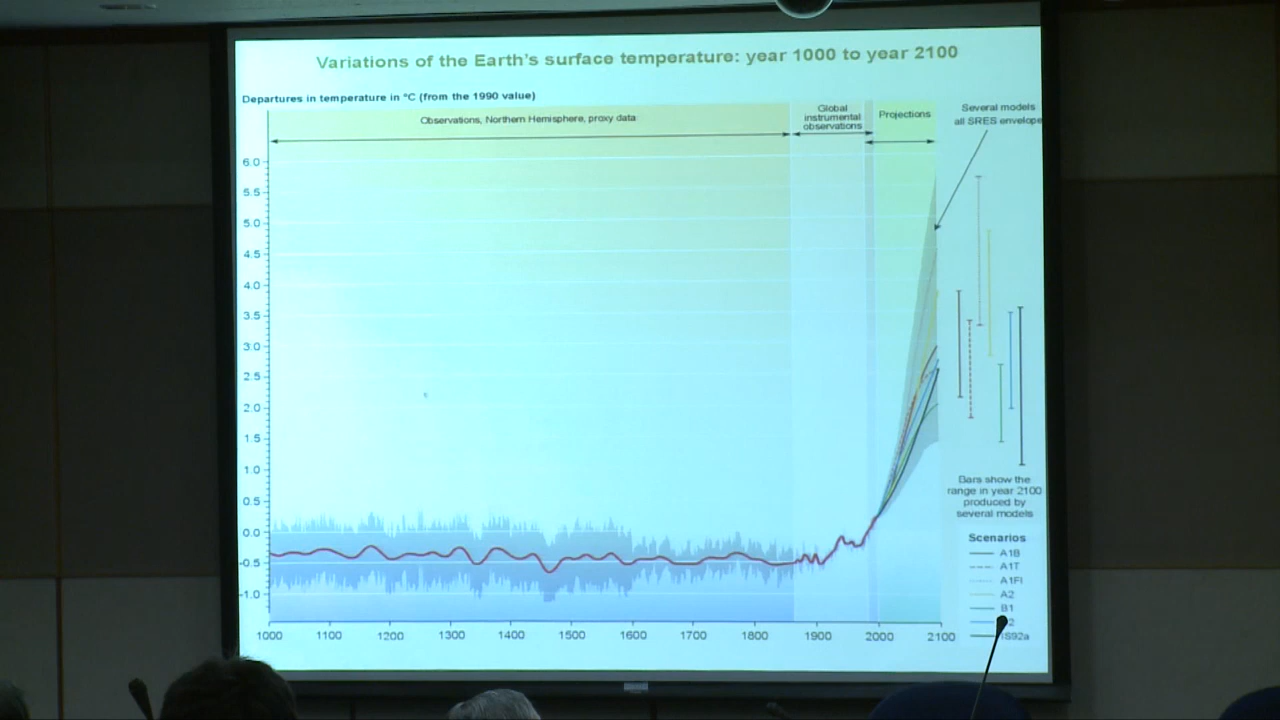 Variations of the Earth's surface temperature: year 1000 to year 2100
Departures in temperature in °C (from the 1990 value)
Observations, Northern Hemisphere, proxy data
Global
instrumental
observations
Projections
Several models
all SRES envelope
6.0
5.5
5.0
4.5
4.0
3.5
3.0
2.5
2.0
1.5
1.0
0.5
0.0
-0.5
-1.0
1000 1100 1200 1300 1400 1500 1600 1700 1800 1900 2000 2100
Bars show the
range in year 2100
produced by
several models
Scenarios
A1B
A1T
A1FI
A2
B1
2
IS92a